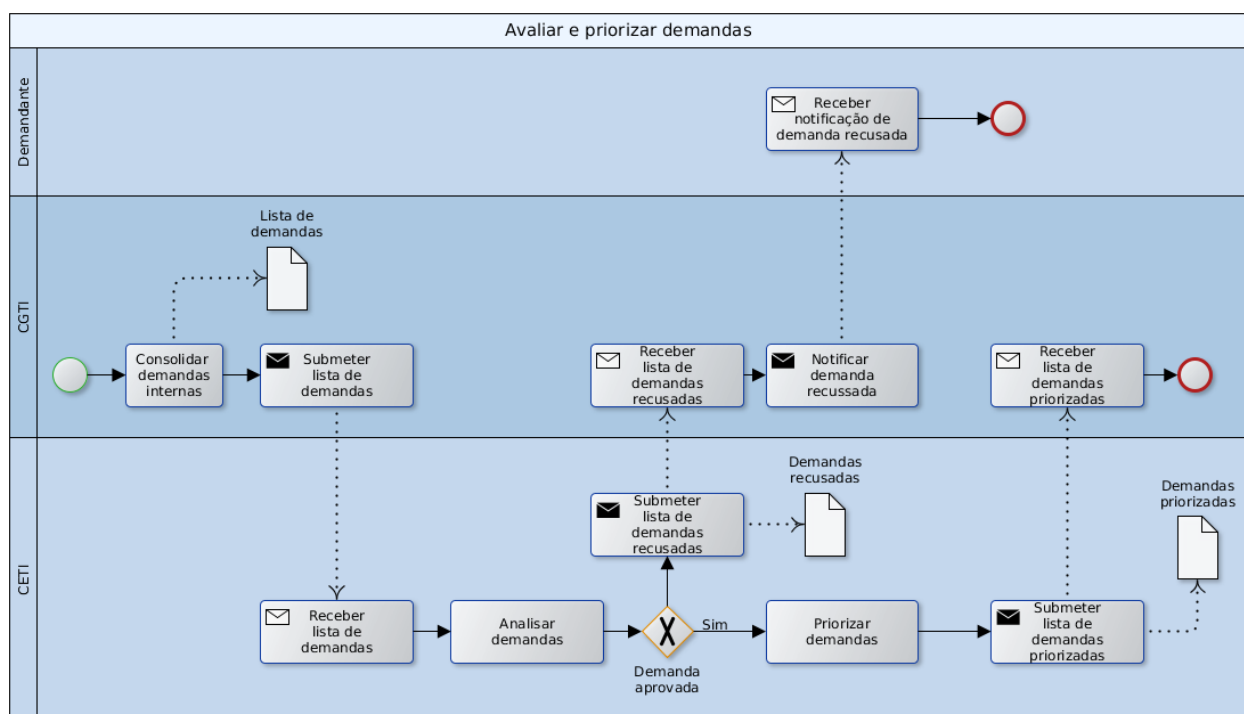 Avaliar e priorizar demandas
Demandante
Receber
notificação de
demanda recusada
CGTI
Lista de
demandas
Consolidar
demandas
internas
Submeter
lista de
demandas
Receber
lista de
demandas
recusadas
Notificar
demanda
recussada
Receber
lista de
demandas
priorizadas
CETI
Submeter
lista de
demandas
recusadas
Demandas
recusadas
Demandas
priorizadas
Receber
lista de
demandas
Analisar
demandas
Demanda
aprovada
Sim
Priorizar
demandas
Submeter
lista de
demandas
priorizadas